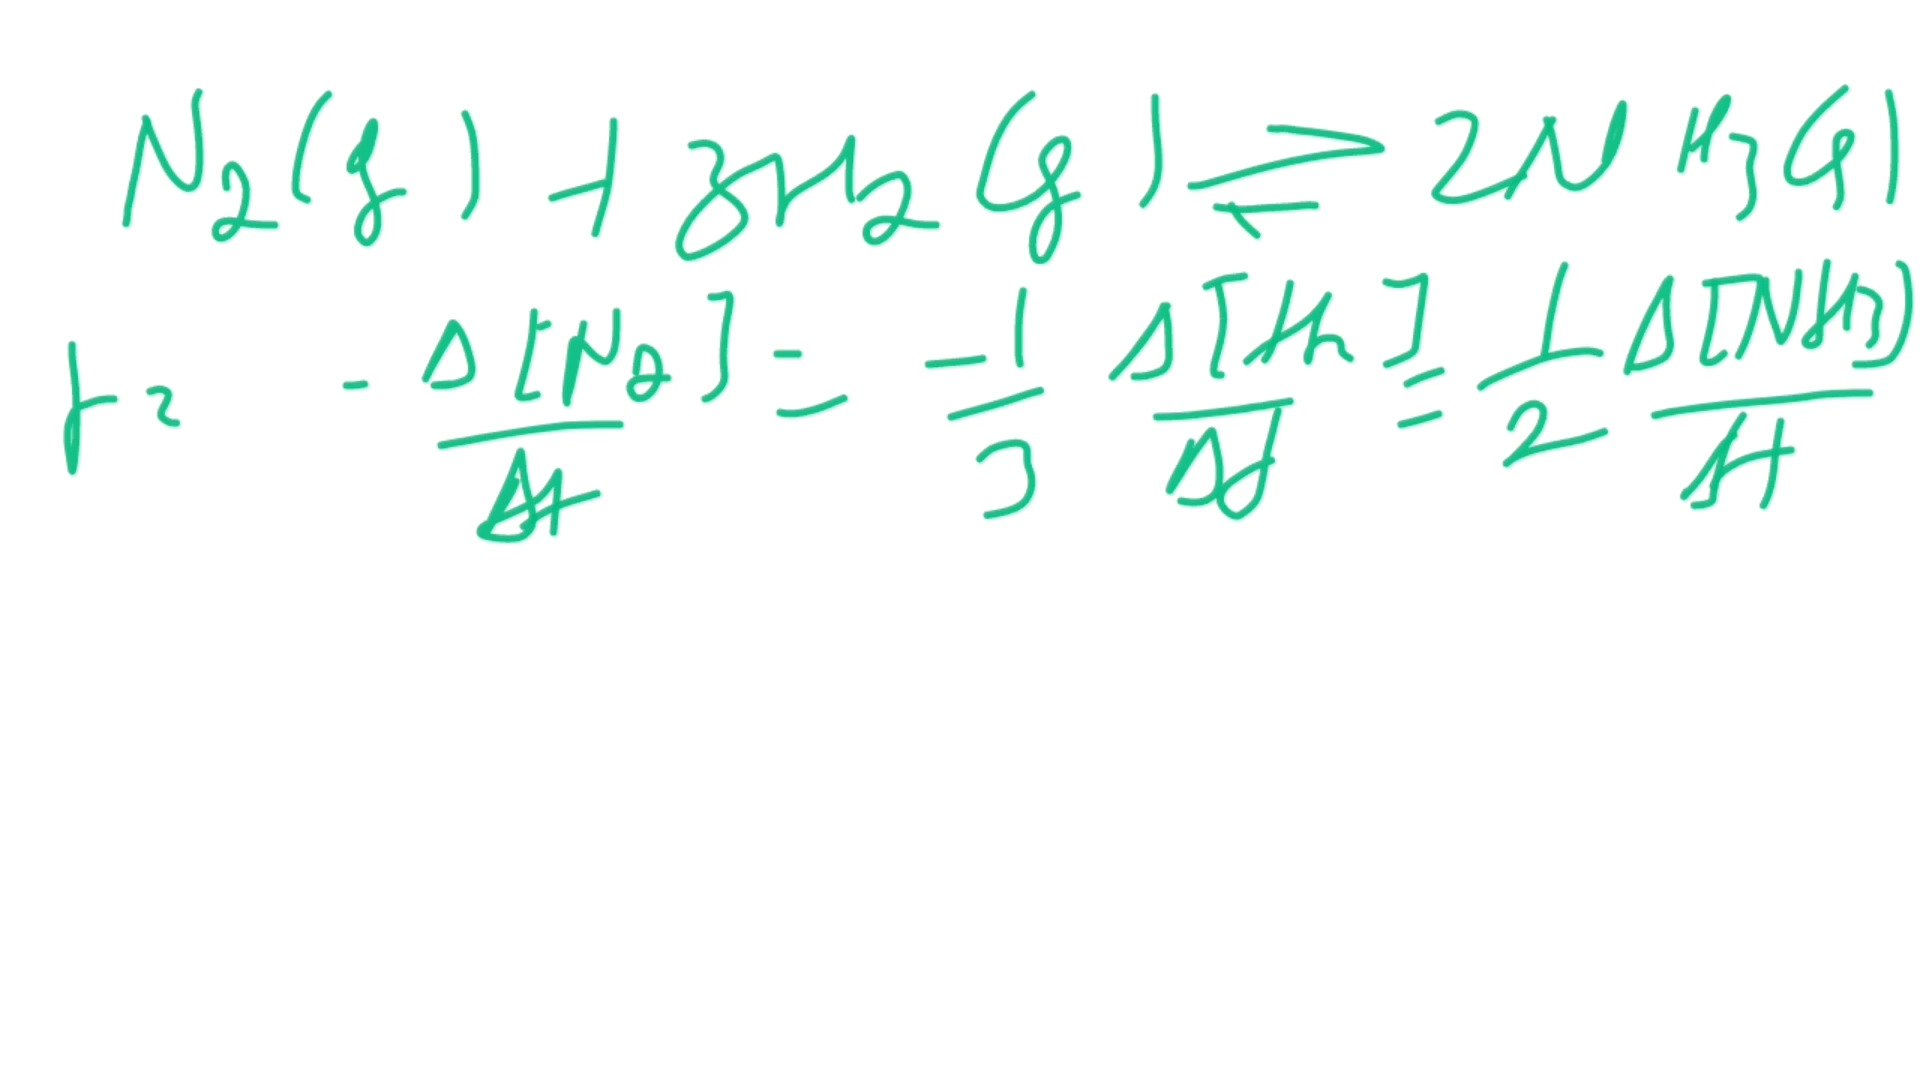 N₂(g) + 3H₂(g) ⇌ 2NH₃(g)
r = - Δ[N₂]/Δt = -1/3 Δ[H₂]/Δt = 1/2 Δ[NH₃]/Δt